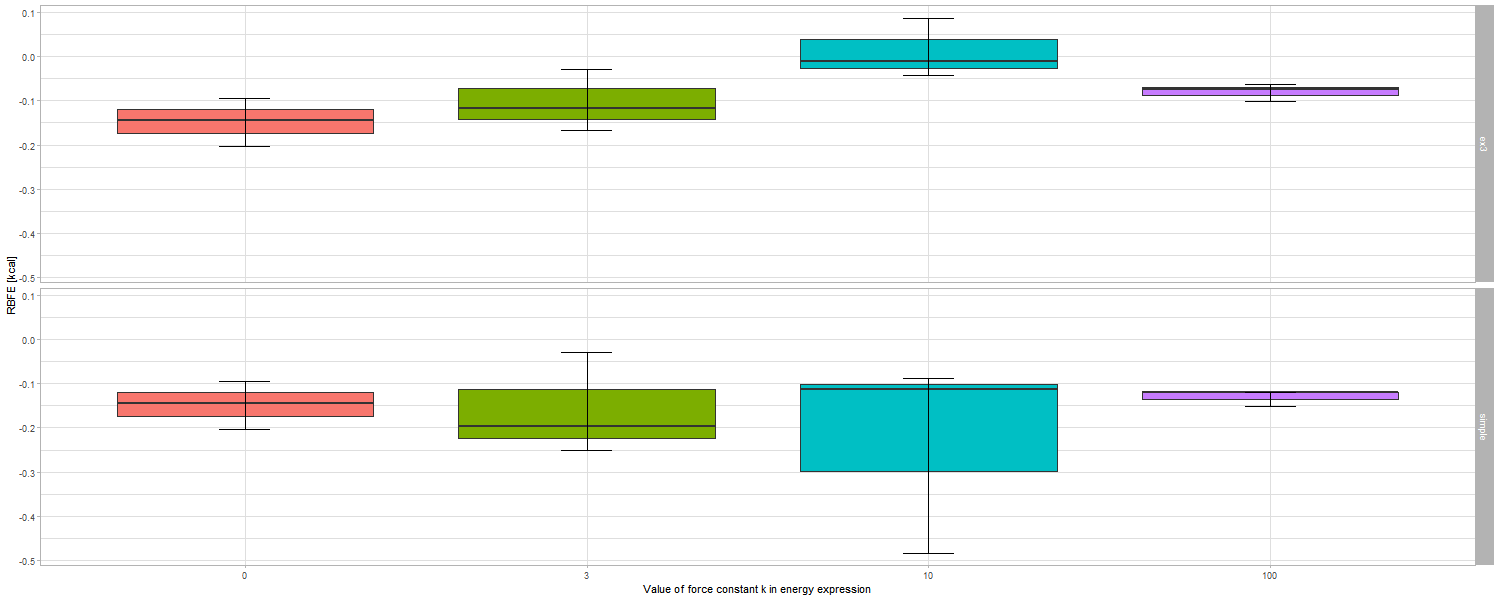 RBFE [kcal]
0.1
0.0
-0.1
-0.2
-0.3
-0.4
-0.5
ex3
0.1
0.0
-0.1
-0.2
-0.3
-0.4
-0.5
simple
0 3 10 100
Value of force constant k in energy expression